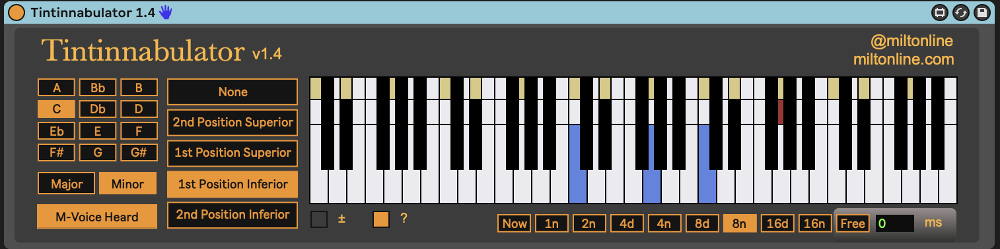 Tintinnabulator 1.4
Tintinnabulator v1.4
@miltonline
miltonline.com
A Bb B
C Db D
Eb E F
F# G G#
Major Minor
M-Voice Heard
None
2nd Position Superior
1st Position Superior
1st Position Inferior
2nd Position Inferior
± ?
Now 1n 2n 4d 4n 8d 8n 16d 16n Free 0 ms